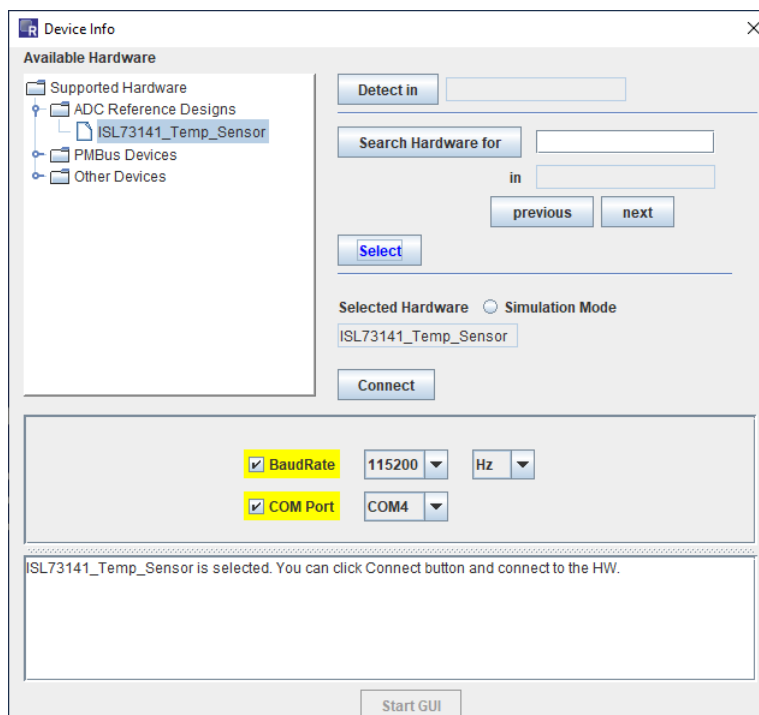 Device Info
Available Hardware
Supported Hardware
ADC Reference Designs
ISL73141_Temp_Sensor
PMBus Devices
Other Devices
Detect in
Search Hardware for
in
previous next
Select
Selected Hardware Simulation Mode
ISL73141_Temp_Sensor
Connect
BaudRate 115200 Hz
COM Port COM4
ISL73141_Temp_Sensor is selected. You can click Connect button and connect to the HW.
Start GUI